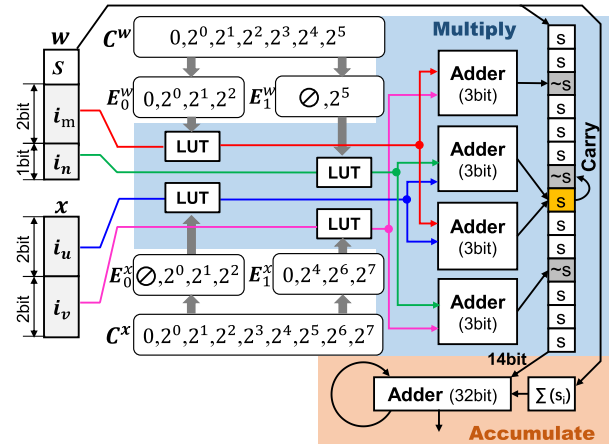 w
S
2bit
i_m
1bit
i_n
x
2bit
i_u
2bit
i_v
C^w 0,2^0,2^1,2^2,2^3,2^4,2^5
E_0^w 0,2^0,2^1,2^2
E_1^w ⊘,2^5
LUT
LUT
LUT
LUT
E_0^x ⊘,2^0,2^1,2^2
E_1^x 0,2^4,2^6,2^7
C^x 0,2^0,2^1,2^2,2^3,2^4,2^5,2^6,2^7
Multiply
Adder
(3bit)
Adder
(3bit)
Adder
(3bit)
Adder
(3bit)
s
s
~s
s
s
s
~s
s
s
s
~s
s
s
s
Carry
14bit
Adder (32bit)
∑(s_i)
Accumulate